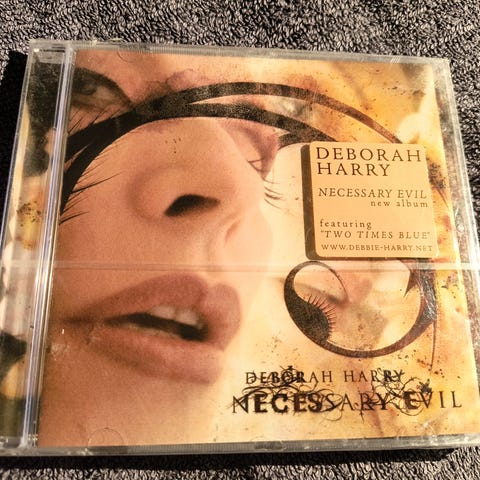 DEBORAH
HARRY
NECESSARY EVIL
new album
featuring
"TWO TIMES BLUE"
WWW.DEBBIE-HARRY.NET
DEBORAH HARRY
NECESSARY EVIL